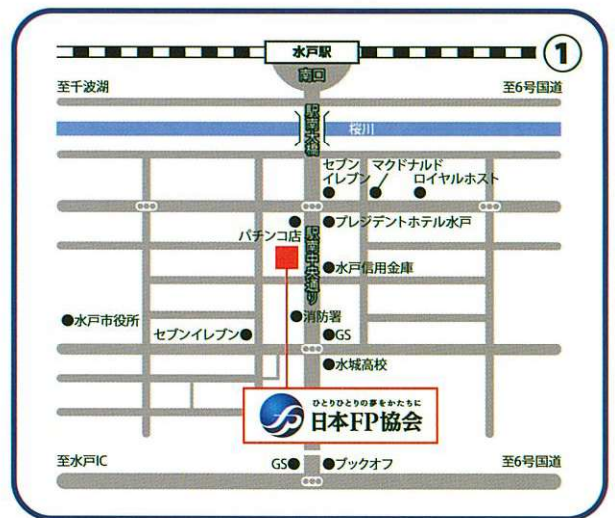 水戸駅
①
南口
至千波湖
至6号国道
駅南大橋
桜川
セブン
イレブン
マクドナルド
ロイヤルホスト
パチンコ店
プレジデントホテル水戸
駅南中央通り
水戸信用金庫
水戸市役所
消防署
セブンイレブン
GS
水城高校
ひとりひとりの夢をかたちに
日本FP協会
至水戸IC
GS
ブックオフ
至6号国道